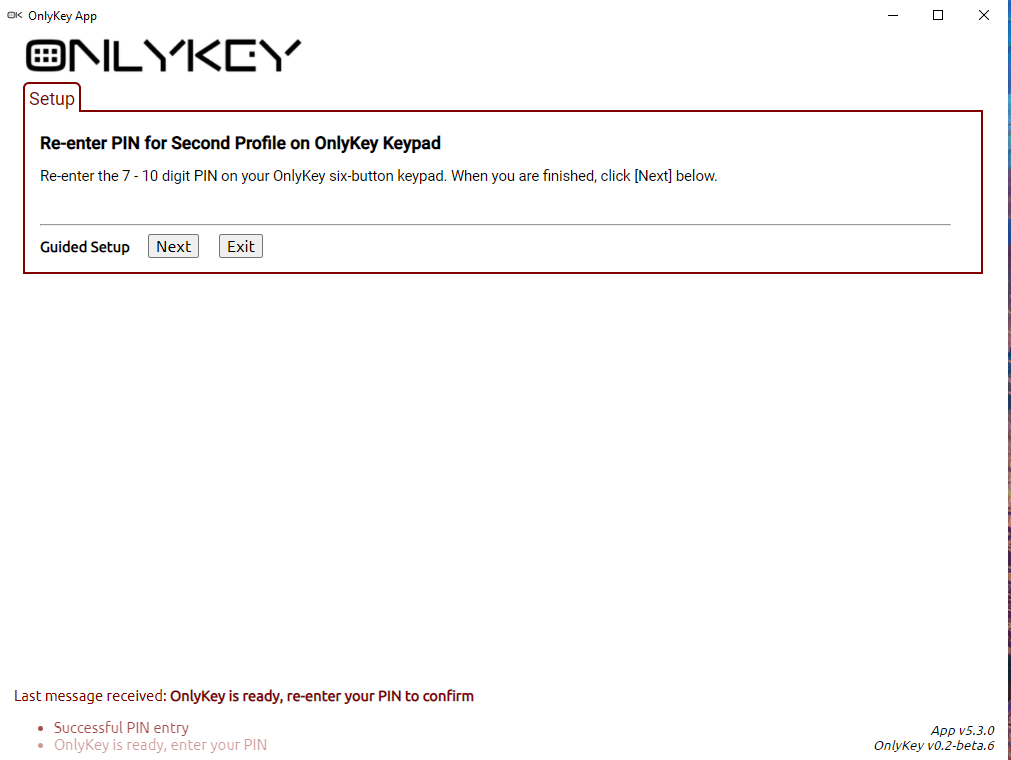 OnlyKey App
ONLYKEY
Setup
Re-enter PIN for Second Profile on OnlyKey Keypad
Re-enter the 7 - 10 digit PIN on your OnlyKey six-button keypad. When you are finished, click [Next] below.
Guided Setup Next Exit
Last message received: OnlyKey is ready, re-enter your PIN to confirm
Successful PIN entry
OnlyKey is ready, enter your PIN
App v5.3.0
OnlyKey v0.2-beta.6